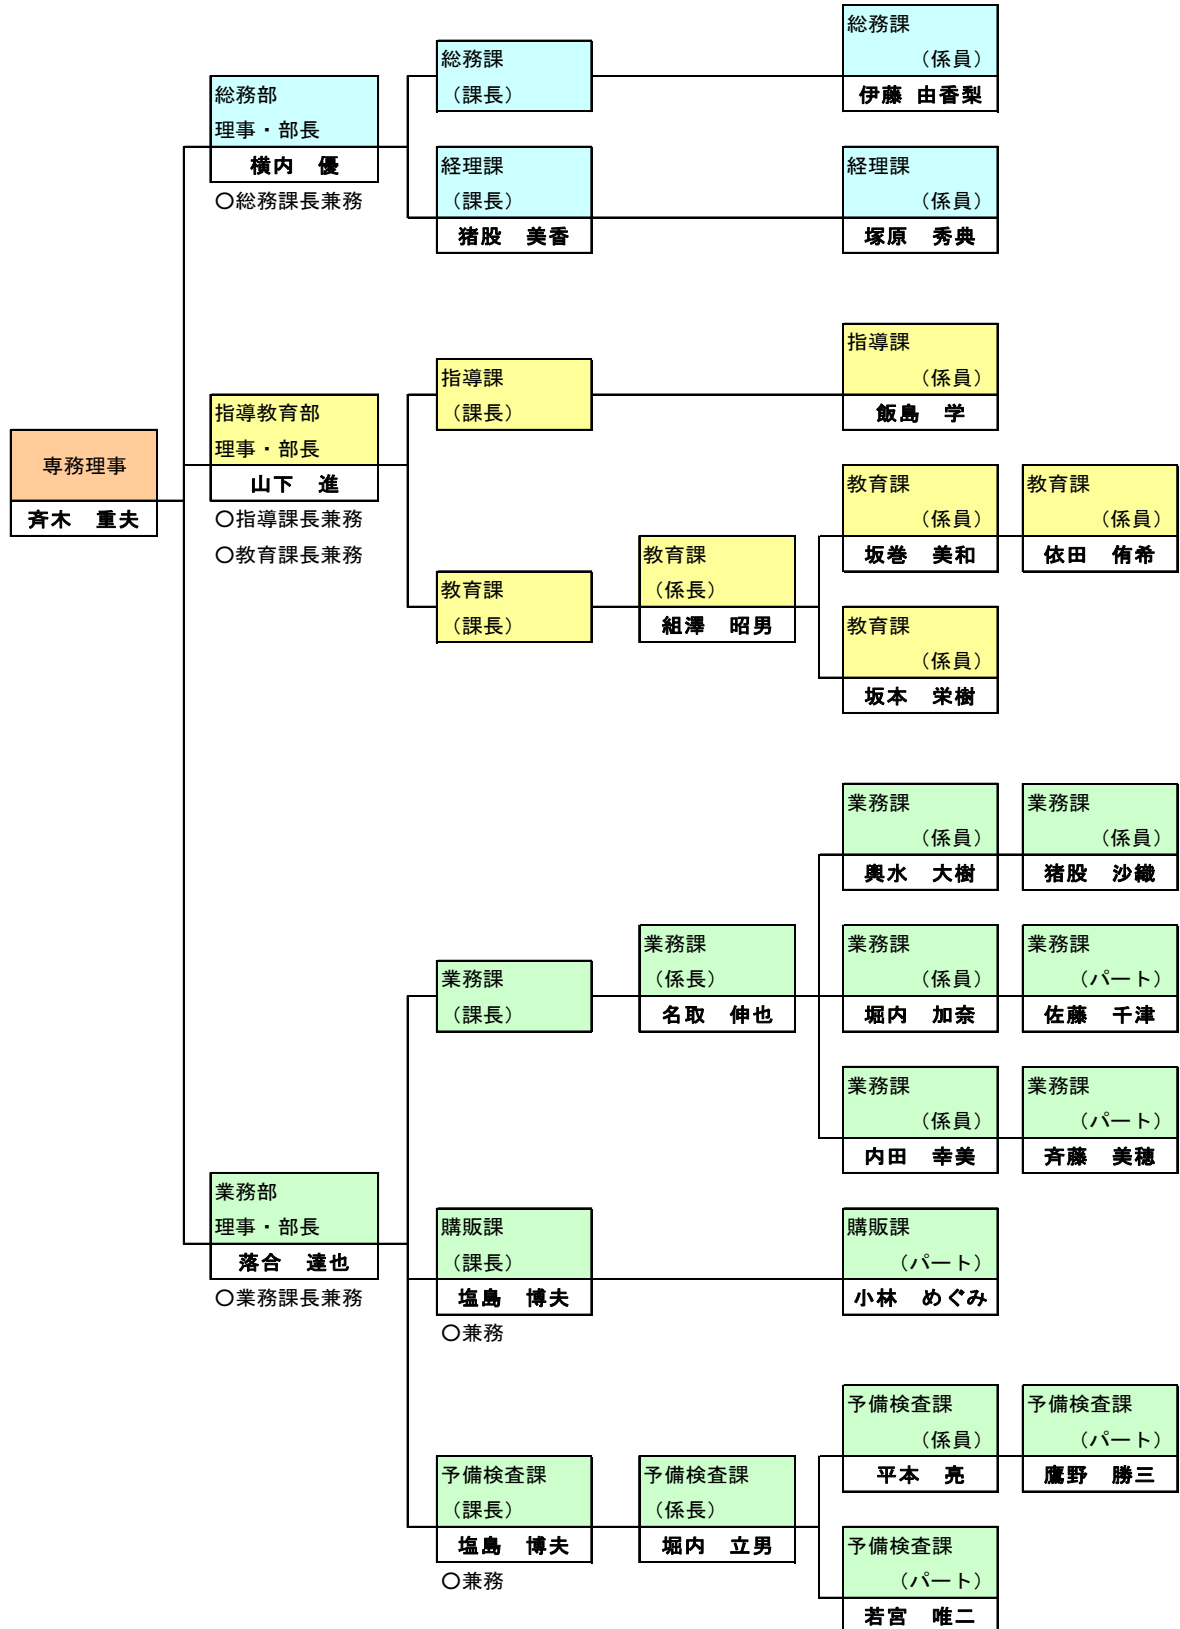 専務理事
斉木　重夫
総務部
理事・部長
横内　優
〇総務課長兼務
総務課
（課長）
総務課
（係員）
伊藤 由香梨
経理課
（課長）
猪股　美香
経理課
（係員）
塚原　秀典
指導教育部
理事・部長
山下　進
〇指導課長兼務
〇教育課長兼務
指導課
（課長）
指導課
（係員）
飯島　学
教育課
（課長）
教育課
（係長）
組澤　昭男
教育課
（係員）
坂巻　美和
教育課
（係員）
依田　侑希
教育課
（係員）
坂本　栄樹
業務部
理事・部長
落合　達也
〇業務課長兼務
業務課
（課長）
業務課
（係長）
名取　伸也
業務課
（係員）
輿水　大樹
業務課
（係員）
猪股　沙織
業務課
（係員）
堀内　加奈
業務課
（パート）
佐藤　千津
業務課
（係員）
内田　幸美
業務課
（パート）
斉藤　美穂
購販課
（課長）
塩島　博夫
〇兼務
購販課
（パート）
小林　めぐみ
予備検査課
（課長）
塩島　博夫
〇兼務
予備検査課
（係長）
堀内　立男
予備検査課
（係員）
平本　亮
予備検査課
（パート）
鷹野　勝三
予備検査課
（パート）
若宮　唯二